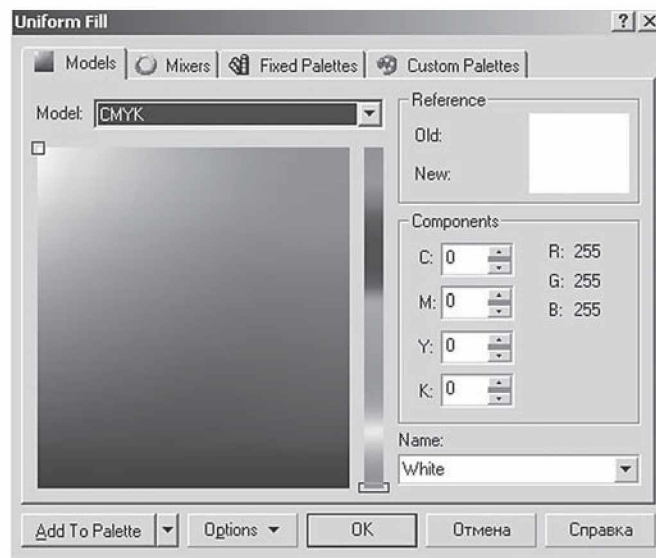 Uniform Fill
Models Mixers Fixed Palettes Custom Palettes
Model: CMYK
Reference
Old:
New:
Components
C: 0 R: 255
G: 255
M: 0 B: 255
Y: 0
K: 0
Name:
White
Add To Palette Options OK Отмена Справка